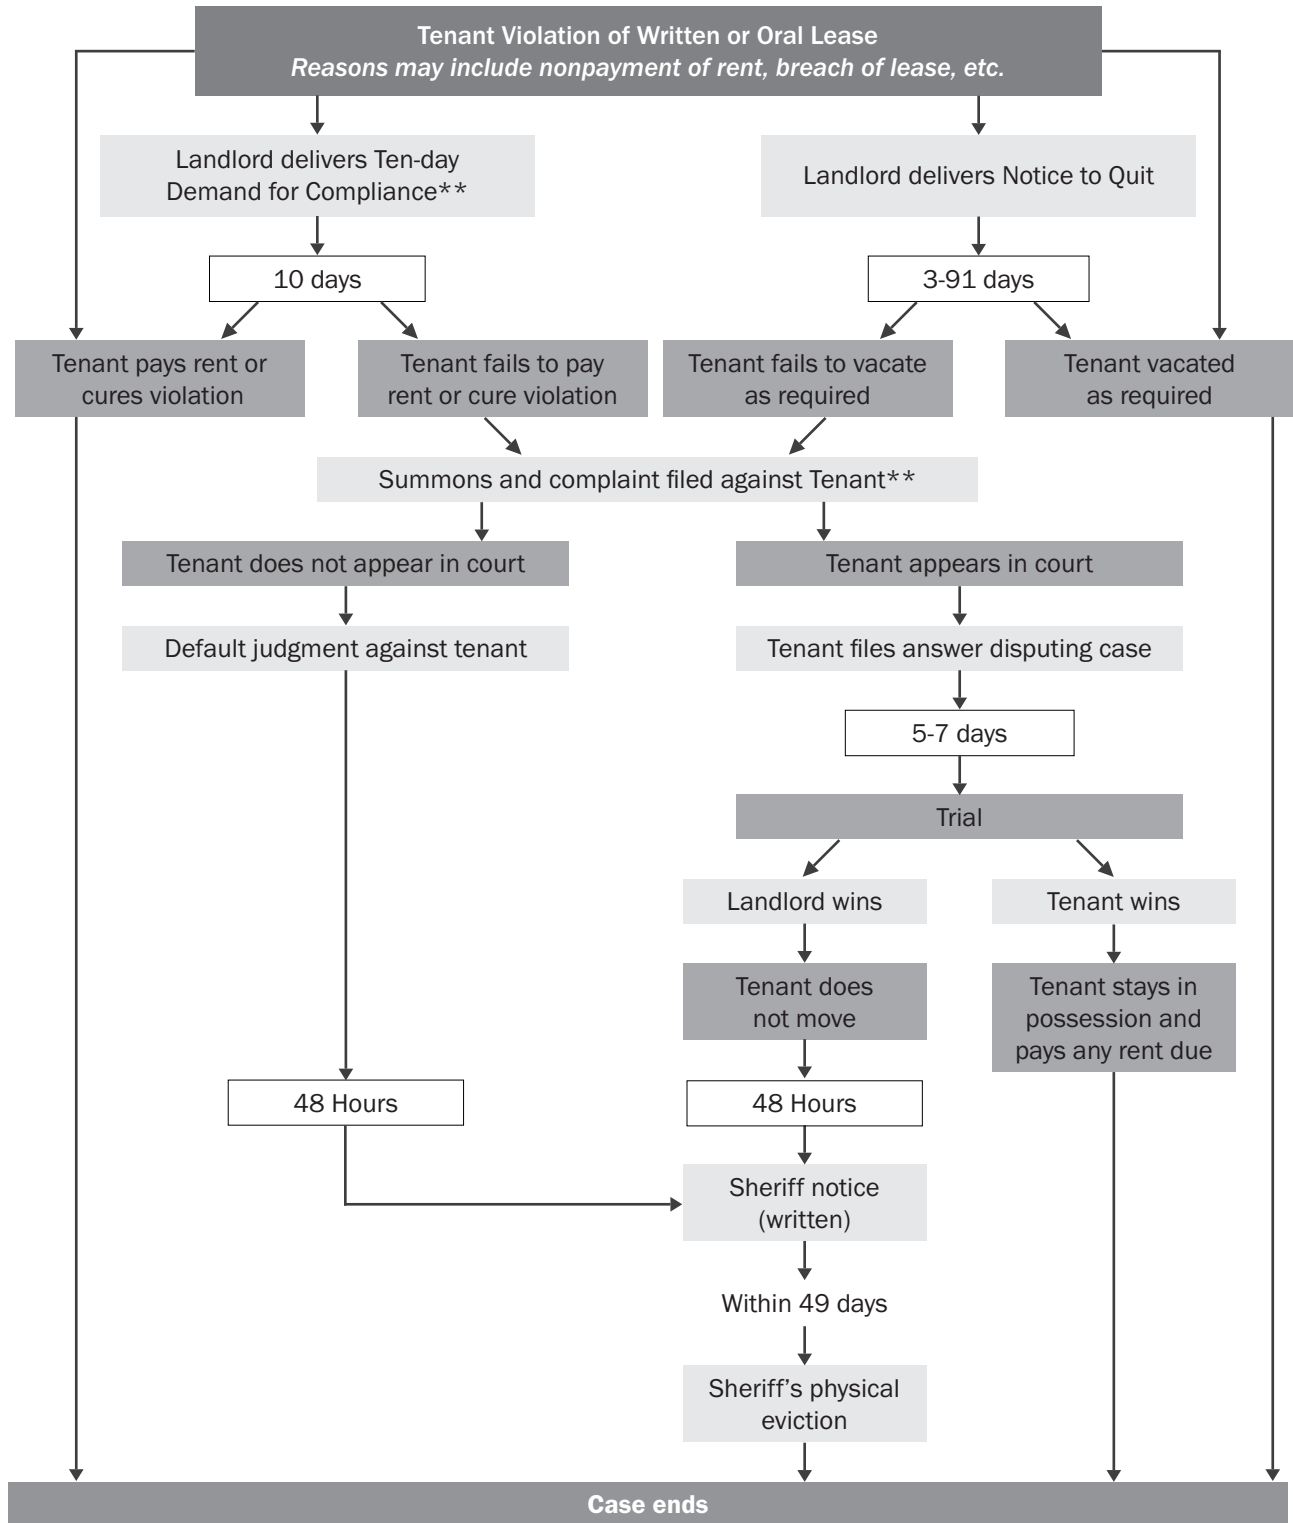 Tenant Violation of Written or Oral Lease
Reasons may include nonpayment of rent, breach of lease, etc.
Landlord delivers Ten-day
Demand for Compliance**
Landlord delivers Notice to Quit
10 days
3-91 days
Tenant pays rent or
cures violation
Tenant fails to pay
rent or cure violation
Tenant fails to vacate
as required
Tenant vacated
as required
Summons and complaint filed against Tenant**
Tenant does not appear in court
Tenant appears in court
Default judgment against tenant
Tenant files answer disputing case
5-7 days
Trial
Landlord wins
Tenant wins
Tenant does
not move
Tenant stays in
possession and
pays any rent due
48 Hours
48 Hours
Sheriff notice
(written)
Within 49 days
Sheriff’s physical
eviction
Case ends